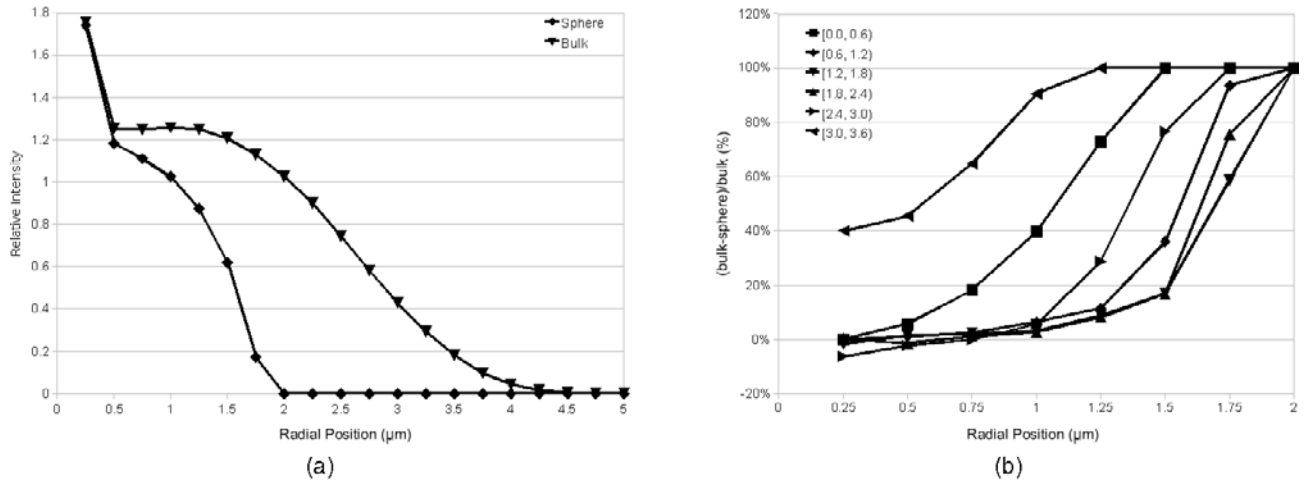 1.8
1.6
1.4
1.2
1
0.8
0.6
0.4
0.2
0
Relative Intensity
Sphere
Bulk
0 0.5 1 1.5 2 2.5 3 3.5 4 4.5 5
Radial Position (µm)
(a)
120%
100%
80%
60%
40%
20%
0%
-20%
(bulk-sphere)/bulk (%)
[0.0, 0.6)
[0.6, 1.2)
[1.2, 1.8)
[1.8, 2.4)
[2.4, 3.0)
[3.0, 3.6)
0 0.25 0.5 0.75 1 1.25 1.5 1.75 2
Radial Position (µm)
(b)